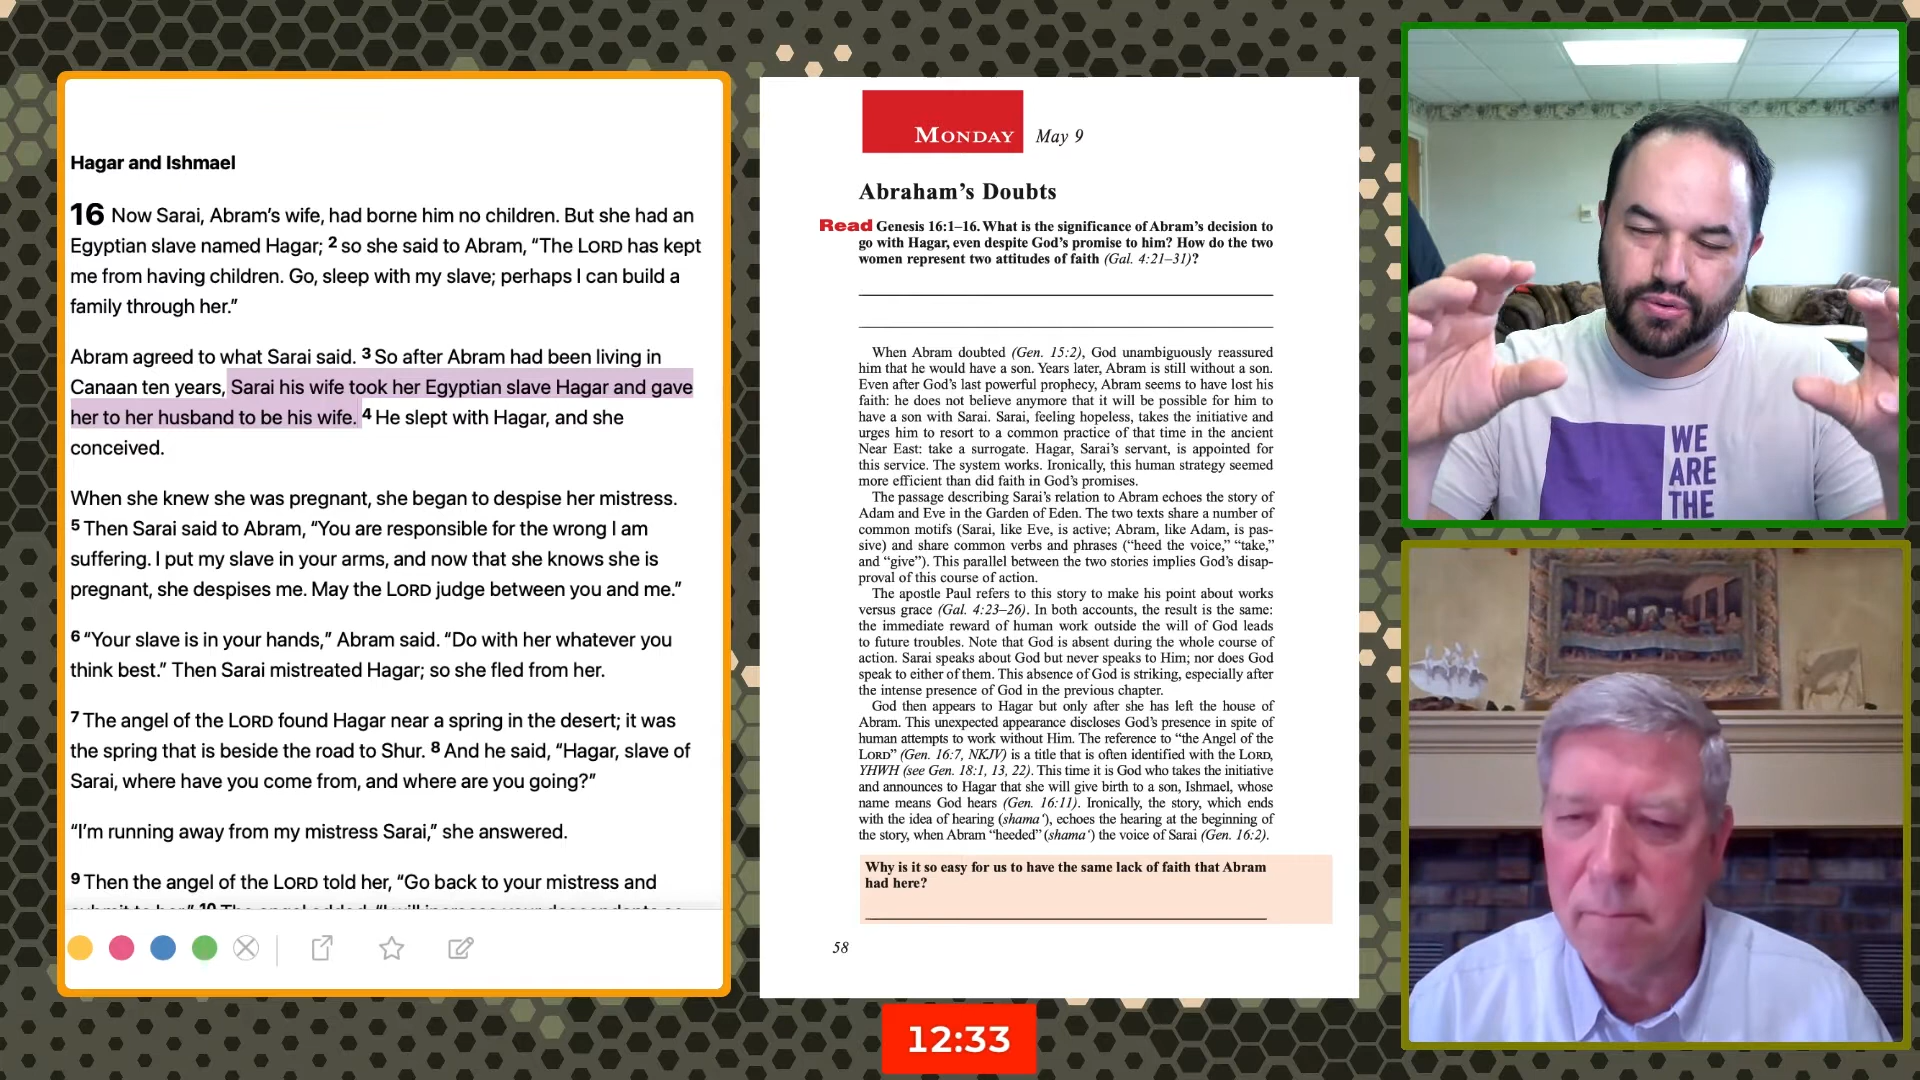 Hagar and Ishmael
16 Now Sarai, Abram’s wife, had borne him no children. But she had an
Egyptian slave named Hagar; 2 so she said to Abram, “The LORD has kept
me from having children. Go, sleep with my slave; perhaps I can build a
family through her.”
Abram agreed to what Sarai said. 3 So after Abram had been living in
Canaan ten years, Sarai his wife took her Egyptian slave Hagar and gave
her to her husband to be his wife. 4 He slept with Hagar, and she
conceived.
When she knew she was pregnant, she began to despise her mistress.
5 Then Sarai said to Abram, “You are responsible for the wrong I am
suffering. I put my slave in your arms, and now that she knows she is
pregnant, she despises me. May the LORD judge between you and me.”
6 “Your slave is in your hands,” Abram said. “Do with her whatever you
think best.” Then Sarai mistreated Hagar; so she fled from her.
7 The angel of the LORD found Hagar near a spring in the desert; it was
the spring that is beside the road to Shur. 8 And he said, “Hagar, slave of
Sarai, where have you come from, and where are you going?”
“I’m running away from my mistress Sarai,” she answered.
9 Then the angel of the LORD told her, “Go back to your mistress and
MONDAY May 9
Abraham’s Doubts
Read Genesis 16:1–16. What is the significance of Abram’s decision to
go with Hagar, even despite God’s promise to him? How do the two
women represent two attitudes of faith (Gal. 4:21–31)?
When Abram doubted (Gen. 15:2), God unambiguously reassured
him that he would have a son. Years later, Abram is still without a son.
Even after God’s last powerful prophecy, Abram seems to have lost his
faith: he does not believe anymore that it will be possible for him to
have a son with Sarai. Sarai, feeling hopeless, takes the initiative and
urges him to resort to a common practice of that time in the ancient
Near East: take a surrogate. Hagar, Sarai’s servant, is appointed for
this service. The system works. Ironically, this human strategy seemed
more efficient than did faith in God’s promises.
The passage describing Sarai’s relation to Abram echoes the story of
Adam and Eve in the Garden of Eden. The two texts share a number of
common motifs (Sarai, like Eve, is active; Abram, like Adam, is pas-
sive) and share common verbs and phrases (“heed the voice,” “take,”
and “give”). This parallel between the two stories implies God’s disap-
proval of this course of action.
The apostle Paul refers to this story to make his point about works
versus grace (Gal. 4:23–26). In both accounts, the result is the same:
the immediate reward of human work outside the will of God leads
to future troubles. Note that God is absent during the whole course of
action. Sarai speaks about God but never speaks to Him; nor does God
speak to either of them. This absence of God is striking, especially after
the intense presence of God in the previous chapter.
God then appears to Hagar but only after she has left the house of
Abram. This unexpected appearance discloses God’s presence in spite of
human attempts to work without Him. The reference to “the Angel of the
LORD” (Gen. 16:7, NKJV) is a title that is often identified with the LORD,
YHWH (see Gen. 18:1, 13, 22). This time it is God who takes the initiative
and announces to Hagar that she will give birth to a son, Ishmael, whose
name means God hears (Gen. 16:11). Ironically, the story, which ends
with the idea of hearing (shama‘), echoes the hearing at the beginning of
the story, when Abram “heeded” (shama‘) the voice of Sarai (Gen. 16:2).
Why is it so easy for us to have the same lack of faith that Abram
had here?
58
12:33
WE
ARE
THE